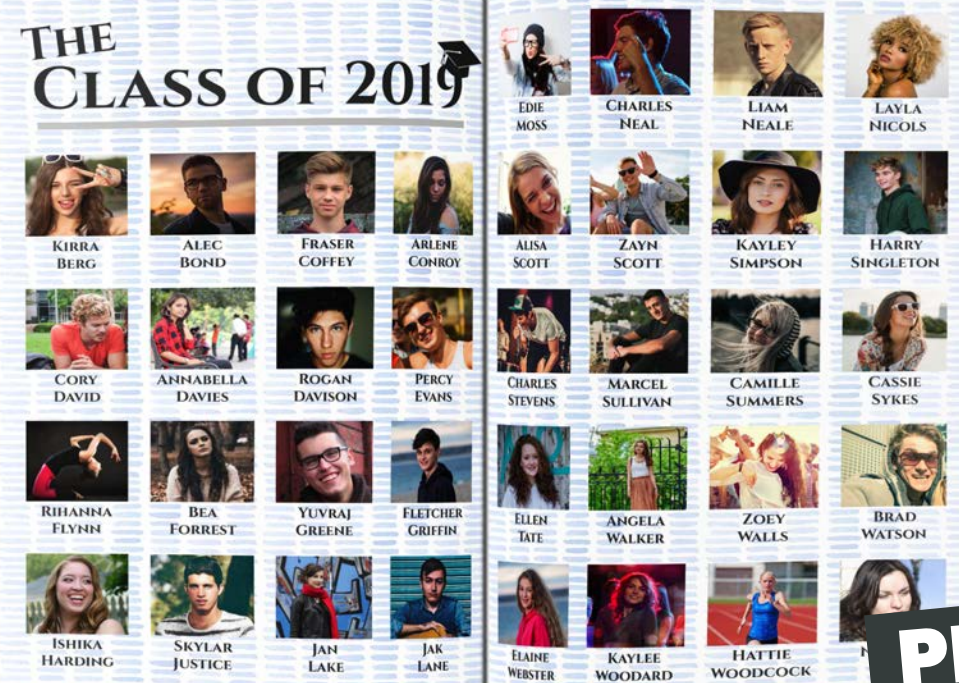 THE
CLASS OF 2019
KIRRA
BERG
ALEC
BOND
FRASER
COFFEY
ARLENE
CONROY
CORY
DAVID
ANNABELLA
DAVIES
ROGAN
DAVISON
PERCY
EVANS
RIHANNA
FLYNN
BEA
FORREST
YUVRAJ
GREENE
FLETCHER
GRIFFIN
ISHIKA
HARDING
SKYLAR
JUSTICE
JAN
LAKE
JAK
LANE
EDIE
MOSS
CHARLES
NEAL
LIAM
NEALE
LAYLA
NICOLS
ALISA
SCOTT
ZAYN
SCOTT
KAYLEY
SIMPSON
HARRY
SINGLETON
CHARLES
STEVENS
MARCEL
SULLIVAN
CAMILLE
SUMMERS
CASSIE
SYKES
ELLEN
TATE
ANGELA
WALKER
ZOEY
WALLS
BRAD
WATSON
ELAINE
WEBSTER
KAYLEE
WOODARD
HATTIE
WOODCOCK